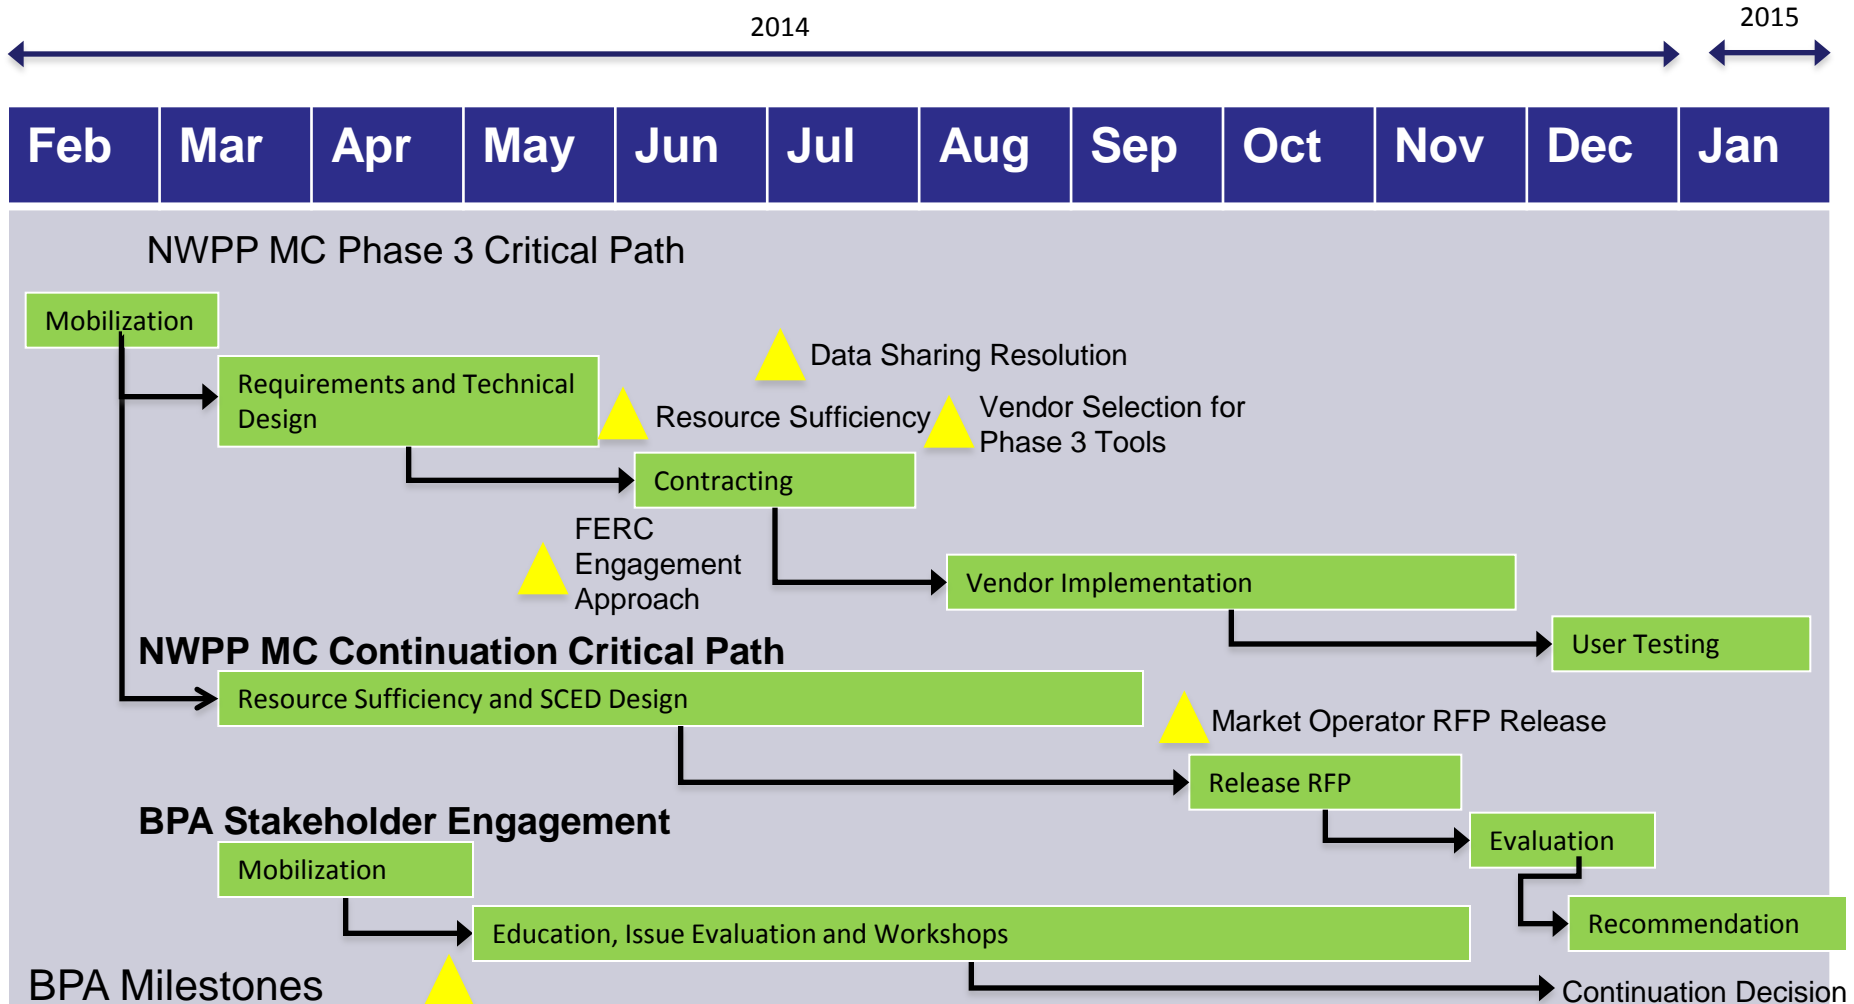 2014
2015
Feb Mar Apr May Jun Jul Aug Sep Oct Nov Dec Jan
NWPP MC Phase 3 Critical Path
Mobilization
Data Sharing Resolution
Requirements and Technical
Design
Resource Sufficiency
Vendor Selection for
Phase 3 Tools
Contracting
FERC
Engagement
Approach
Vendor Implementation
User Testing
NWPP MC Continuation Critical Path
Resource Sufficiency and SCED Design
Market Operator RFP Release
Release RFP
BPA Stakeholder Engagement
Evaluation
Mobilization
Recommendation
Education, Issue Evaluation and Workshops
BPA Milestones
Continuation Decision